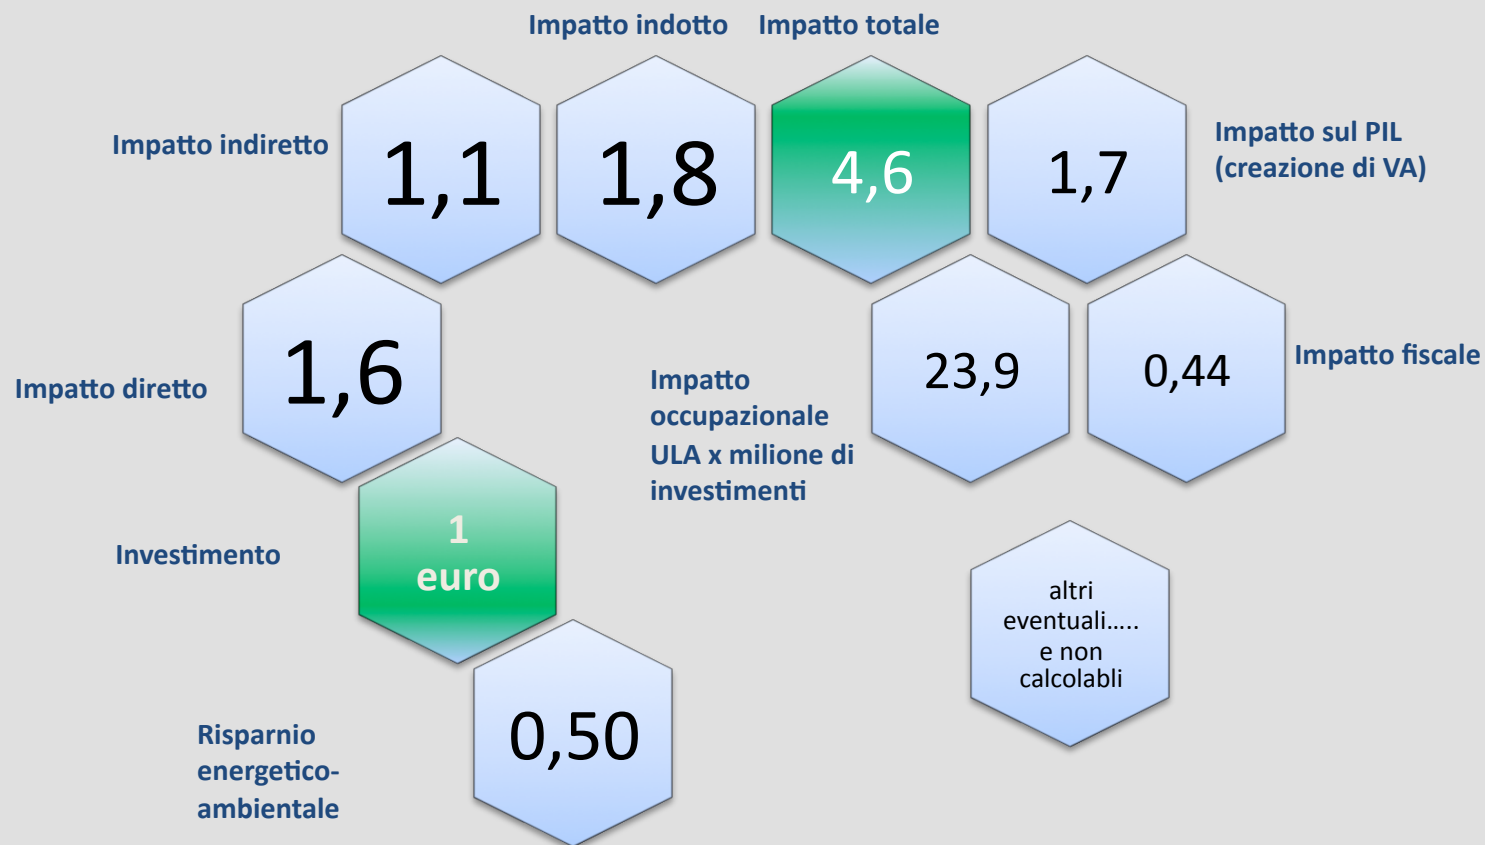 Impatto indotto
Impatto totale
Impatto indiretto
1,1
1,8
4,6
1,7
Impatto sul PIL
(creazione di VA)
Impatto diretto
1,6
Impatto
occupazionale
ULA x milione di
investimenti
23,9
0,44
Impatto fiscale
Investimento
1
euro
altri
eventuali.....
e non
calcolabli
Risparnio
energetico-
ambientale
0,50